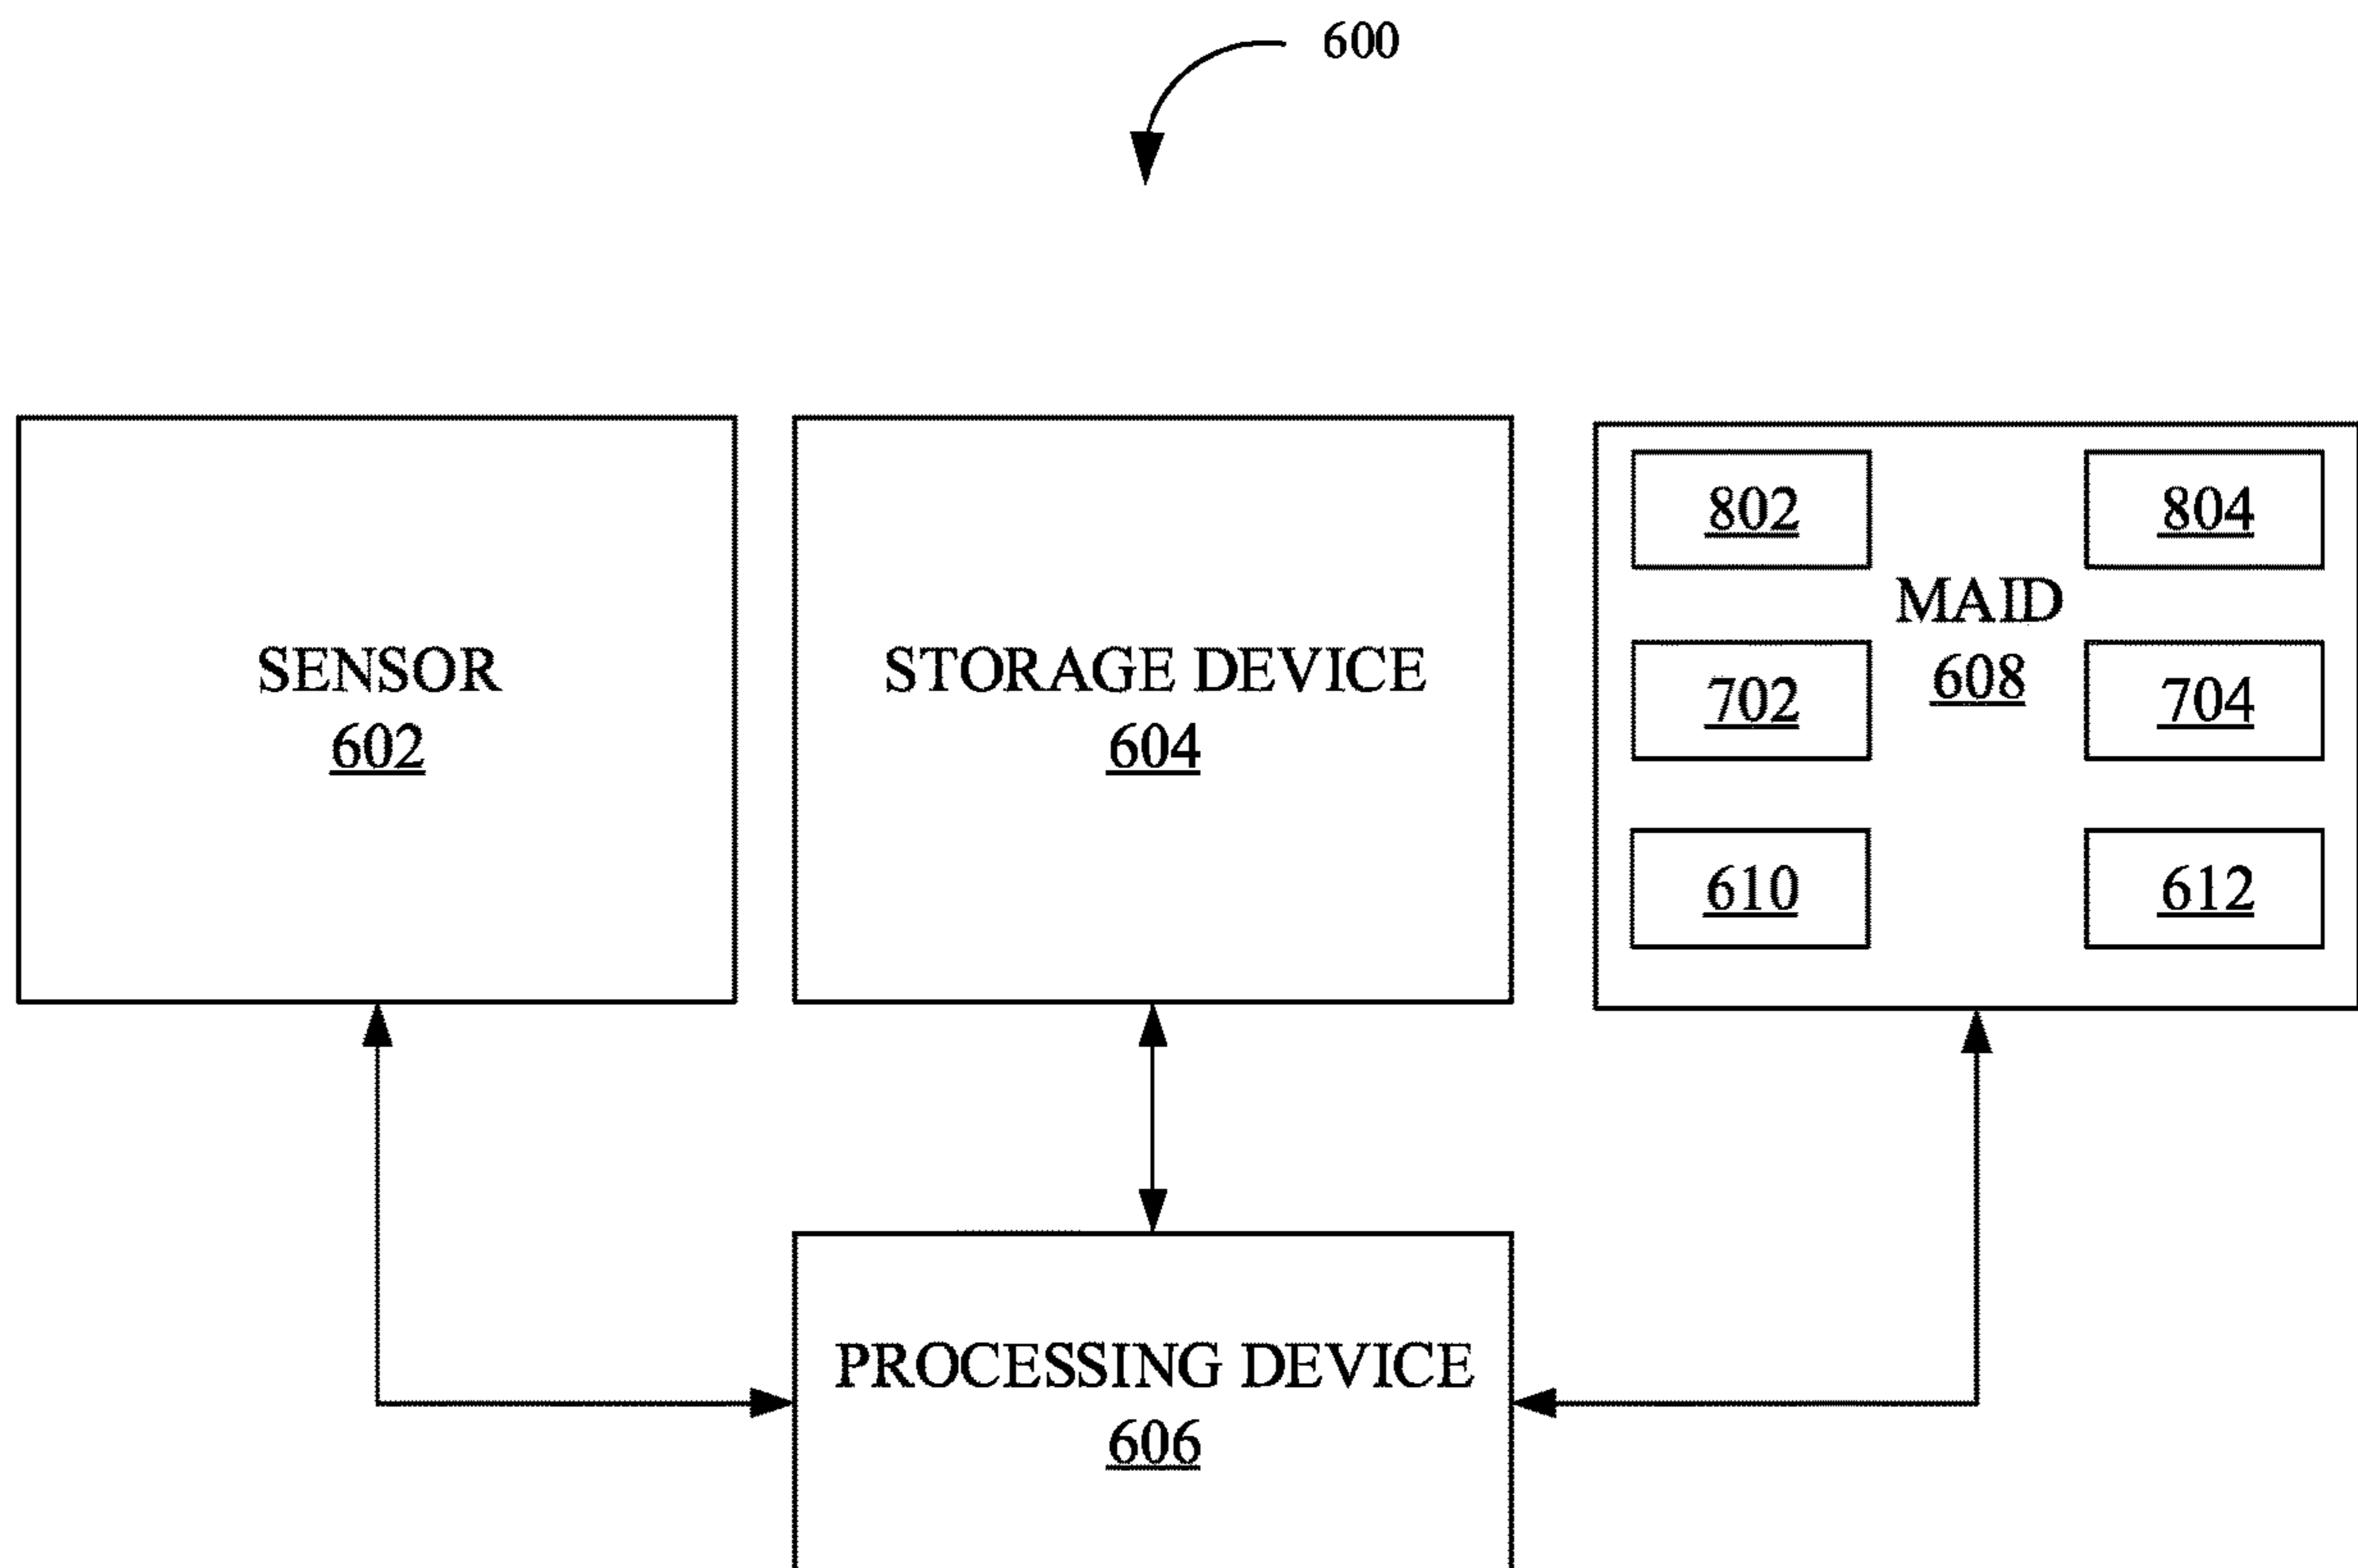 600
SENSOR
602
STORAGE DEVICE
604
802
804
MAID
608
702
704
610
612
PROCESSING DEVICE
606